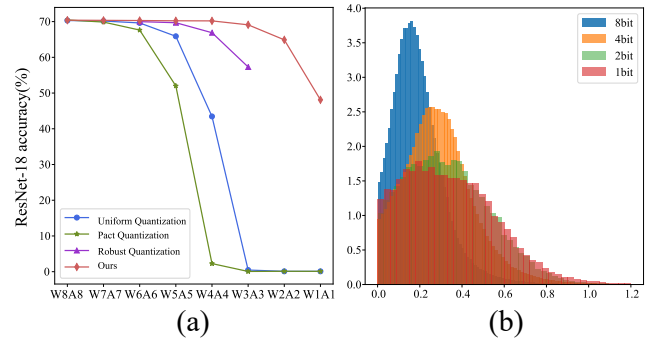 ResNet-18 accuracy(%)
70
60
50
40
30
20
10
0
W8A8 W7A7 W6A6 W5A5 W4A4 W3A3 W2A2 W1A1
Uniform Quantization
Pact Quantization
Robust Quantization
Ours
(a)
4.0
3.5
3.0
2.5
2.0
1.5
1.0
0.5
0.0
0.0 0.2 0.4 0.6 0.8 1.0 1.2
8bit
4bit
2bit
1bit
(b)